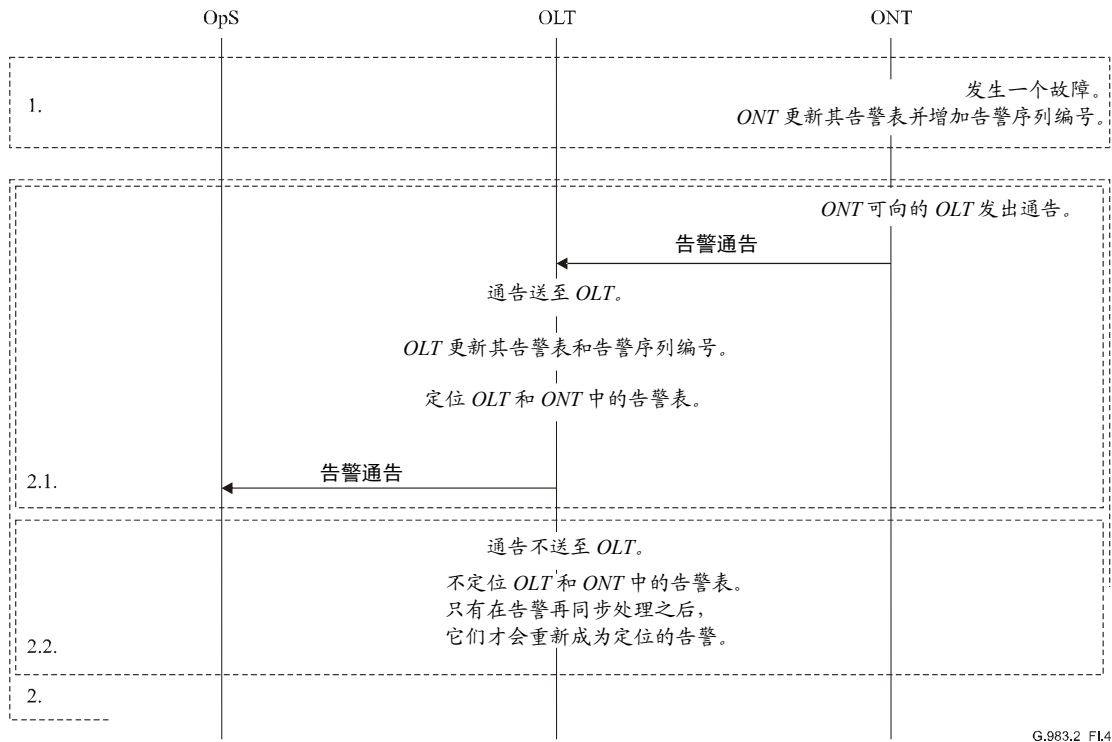 OpS OLT ONT
发生一个故障。
1.
ONT 更新其告警表并增加告警序列编号。
ONT 可向的 OLT 发出通告。
告警通告
通告送至 OLT。
OLT 更新其告警表和告警序列编号。
定位 OLT 和 ONT 中的告警表。
告警通告
2.1.
通告不送至 OLT。
不定位 OLT 和 ONT 中的告警表。
只有在告警再同步处理之后，
它们才会重新成为定位的告警。
2.2.
2.
G.983.2_FI.4